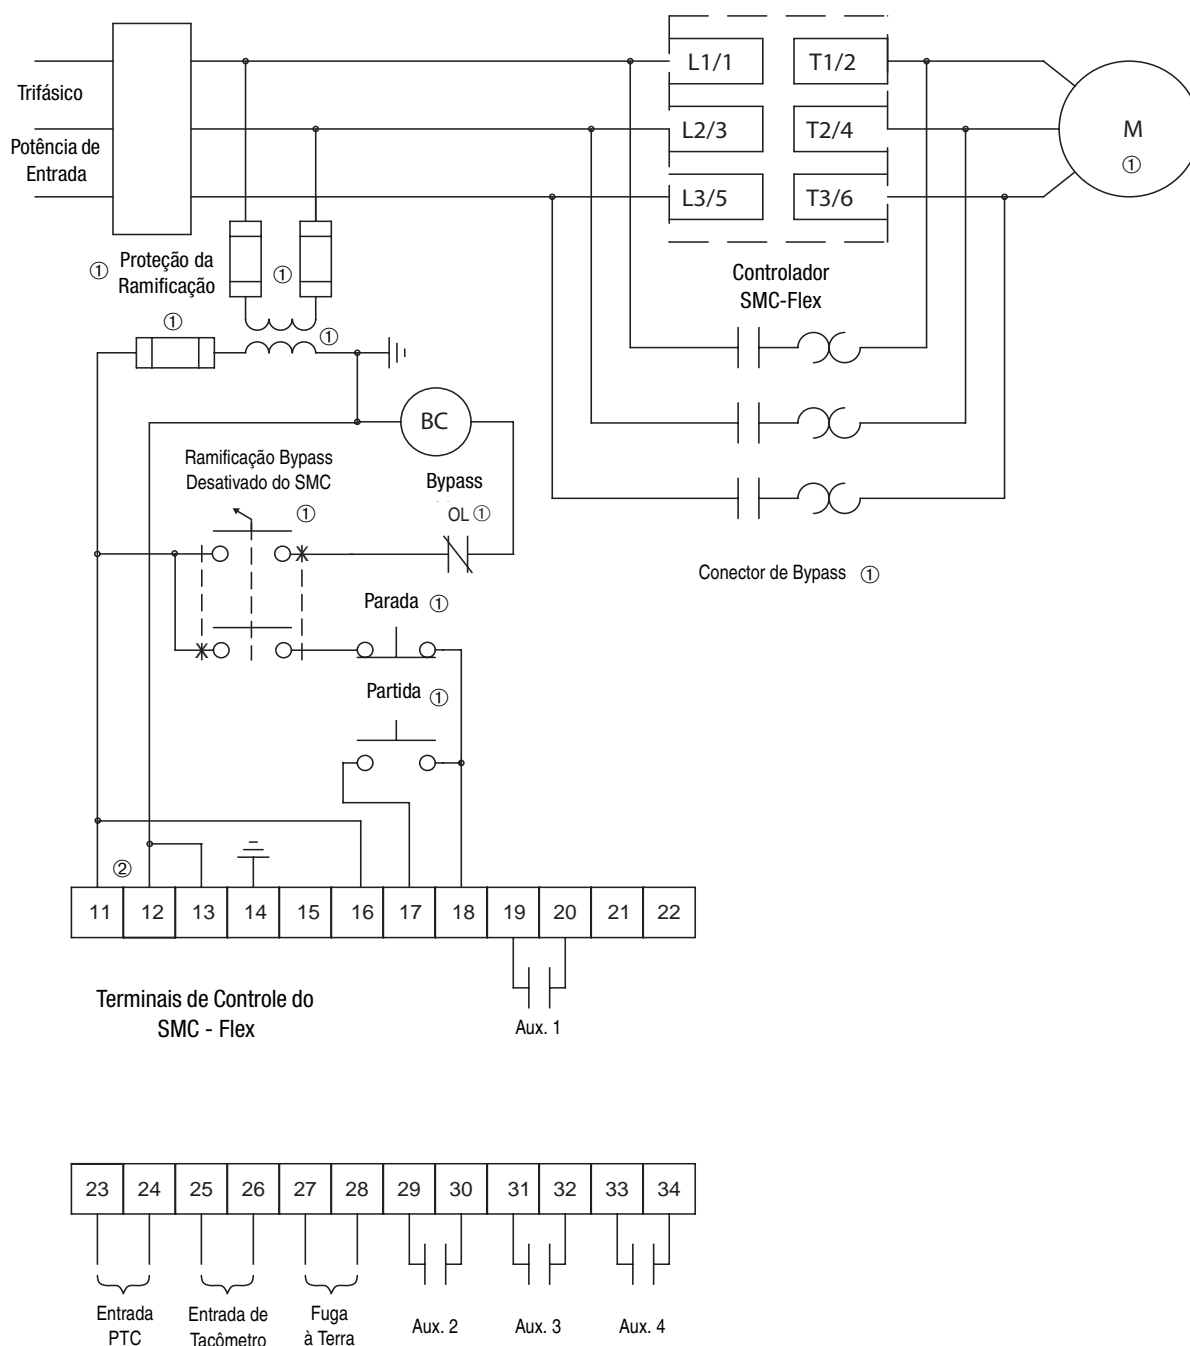 L1/1
T1/2
Trifásico
L2/3
T2/4
M
①
Potência de
Entrada
L3/5
T3/6
① Proteção da
Ramificação
①
Controlador
SMC-Flex
①
①
BC
Ramificação Bypass
Desativado do SMC
①
Bypass
OL ①
Conector de Bypass ①
Parada ①
Partida ①
②
11 12 13 14 15 16 17 18 19 20 21 22
Terminais de Controle do
SMC - Flex
Aux. 1
23 24 25 26 27 28 29 30 31 32 33 34
Entrada
PTC
Entrada de
Tacômetro
Fuga
à Terra
Aux. 2
Aux. 3
Aux. 4